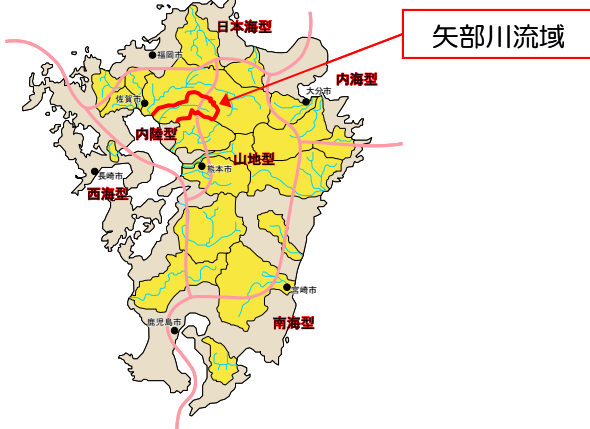 日本海型
矢部川流域
福岡市
内海型
大分市
佐賀市
内陸型
山地型
熊本市
長崎市
西海型
宮崎市
鹿児島市
南海型